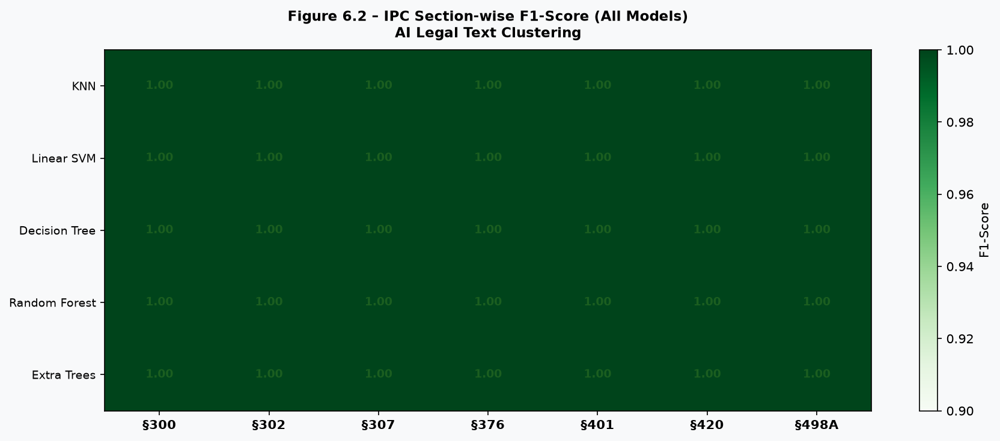 Figure 6.2 – IPC Section-wise F1-Score (All Models)
AI Legal Text Clustering
KNN 1.00 1.00 1.00 1.00 1.00 1.00 1.00
Linear SVM 1.00 1.00 1.00 1.00 1.00 1.00 1.00
Decision Tree 1.00 1.00 1.00 1.00 1.00 1.00 1.00
Random Forest 1.00 1.00 1.00 1.00 1.00 1.00 1.00
Extra Trees 1.00 1.00 1.00 1.00 1.00 1.00 1.00
§300 §302 §307 §376 §401 §420 §498A
1.00
0.98
0.96
0.94
0.92
0.90
F1-Score